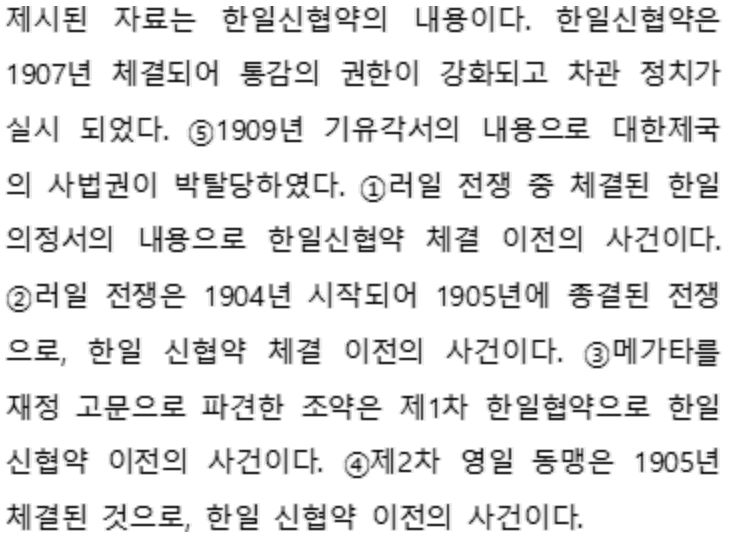 제시된 자료는 한일신협약의 내용이다. 한일신협약은
1907년 체결되어 통감의 권한이 강화되고 차관 정치가
실시 되었다. ⑤1909년 기유각서의 내용으로 대한제국
의 사법권이 박탈당하였다. ①러일 전쟁 중 체결된 한일
의정서의 내용으로 한일신협약 체결 이전의 사건이다.
②러일 전쟁은 1904년 시작되어 1905년에 종결된 전쟁
으로, 한일 신협약 체결 이전의 사건이다. ③메가타를
재정 고문으로 파견한 조약은 제1차 한일협약으로 한일
신협약 이전의 사건이다. ④제2차 영일 동맹은 1905년
체결된 것으로, 한일 신협약 이전의 사건이다.